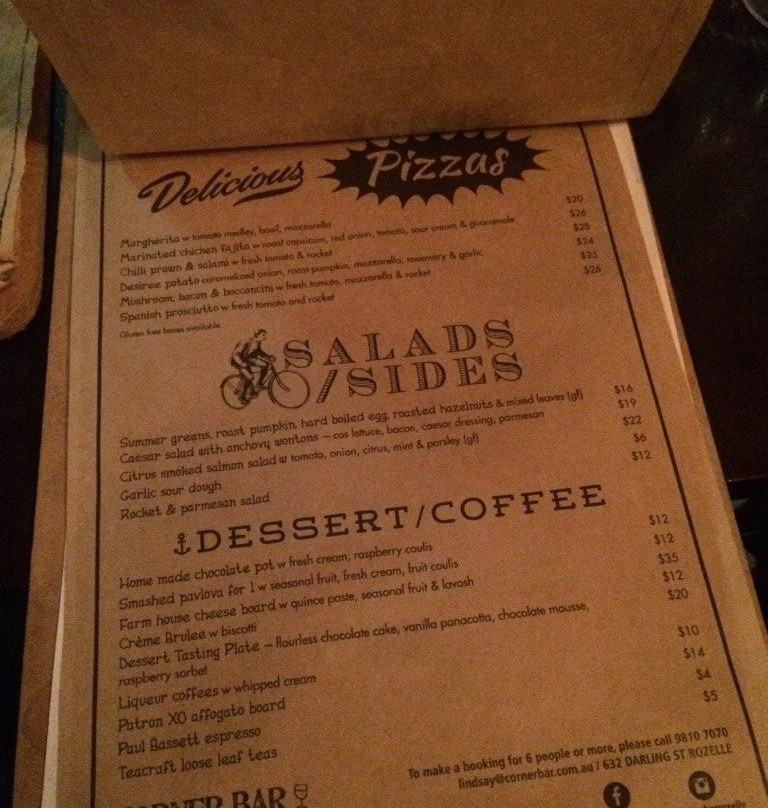 Delicious Pizzas
Margherita w tomato medley, basil, mozzarella $20
Marinated chicken fajita w roast capsicum, red onion, tomato, sour cream & guacamole $26
Chilli prawn & salami w fresh tomato & rocket $28
Desiree potato caramelized onion, roast pumpkin, mozzarella, rosemary & garlic $24
Mushroom, bacon & bocconcini w fresh tomato, mozzarella & rocket $25
Spanish prosciutto w fresh tomato and rocket $26
Gluten free bases available
SALADS
/SIDES
Summer greens, roast pumpkin, hard boiled egg, roasted hazelnuts & mixed leaves (gf) $16
Caesar salad with anchovy wontons – cos lettuce, bacon, caesar dressing, parmesan $19
Citrus smoked salmon salad w tomato, onion, citrus, mint & parsley (gf) $22
Garlic sour dough $6
Rocket & parmesan salad $12
DESSERT/COFFEE
Home made chocolate pot w fresh cream, raspberry coulis $12
Smashed pavlova for 1 w seasonal fruit, fresh cream, fruit coulis $12
Farm house cheese board w quince paste, seasonal fruit & lavosh $35
Crème Brulee w biscotti $12
Dessert Tasting Plate – flourless chocolate cake, vanilla panacotta, chocolate mousse, $20
raspberry sorbet
Liqueur coffees w whipped cream $10
Patron XO affogato board $14
Paul Bassett espresso $4
Teacraft loose leaf teas $5
To make a booking for 6 people or more, please call 9810 7070
lindsay@cornerbar.com.au / 632 DARLING ST ROZELLE
CORNER BAR